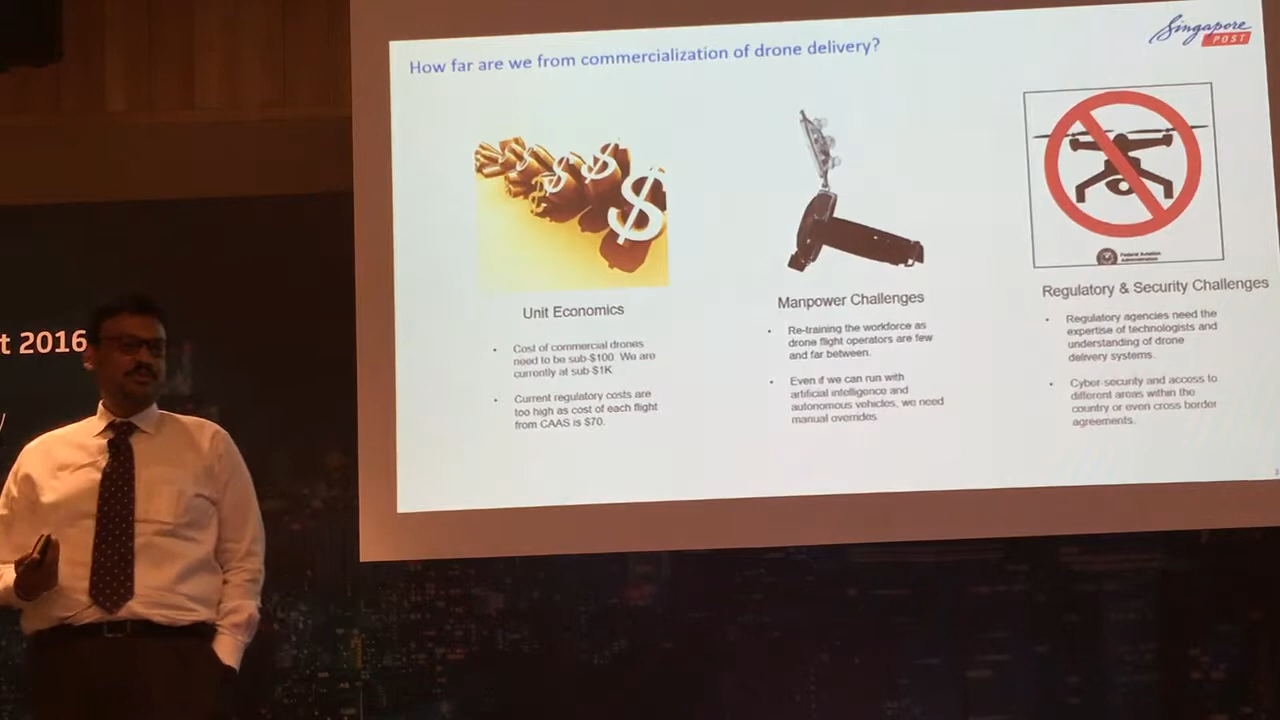 Singapore
POST
How far are we from commercialization of drone delivery?
t 2016
Federal Aviation
Administration
Unit Economics
• Cost of commercial drones
need to be sub-$100. We are
currently at sub-$1K
• Current regulatory costs are
too high as cost of each flight
from CAAS is $70.
Manpower Challenges
• Re-training the workforce as
drone flight operators are few
and far between.
• Even if we can run with
artificial intelligence and
autonomous vehicles, we need
manual overrides
Regulatory & Security Challenges
• Regulatory agencies need the
expertise of technologists and
understanding of drone
delivery systems.
• Cyber-security and access to
different areas within the
country or even cross border
agreements.